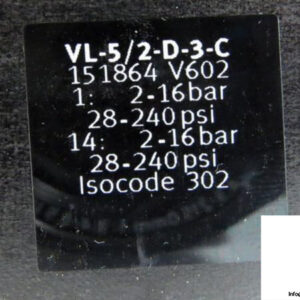 VL-5/2-D-3-C
151864 V602
1: 2-16bar
28-240 psi
14: 2-16bar
28-240 psi
Isocode 302